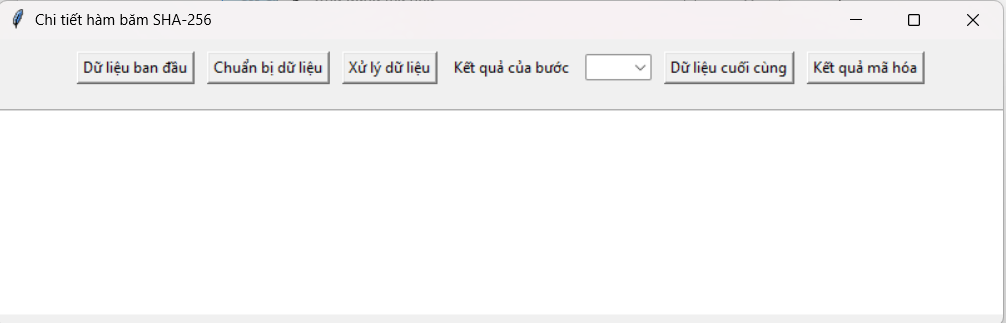 Chi tiết hàm băm SHA-256
Dữ liệu ban đầu Chuẩn bị dữ liệu Xử lý dữ liệu Kết quả của bước Dữ liệu cuối cùng Kết quả mã hóa